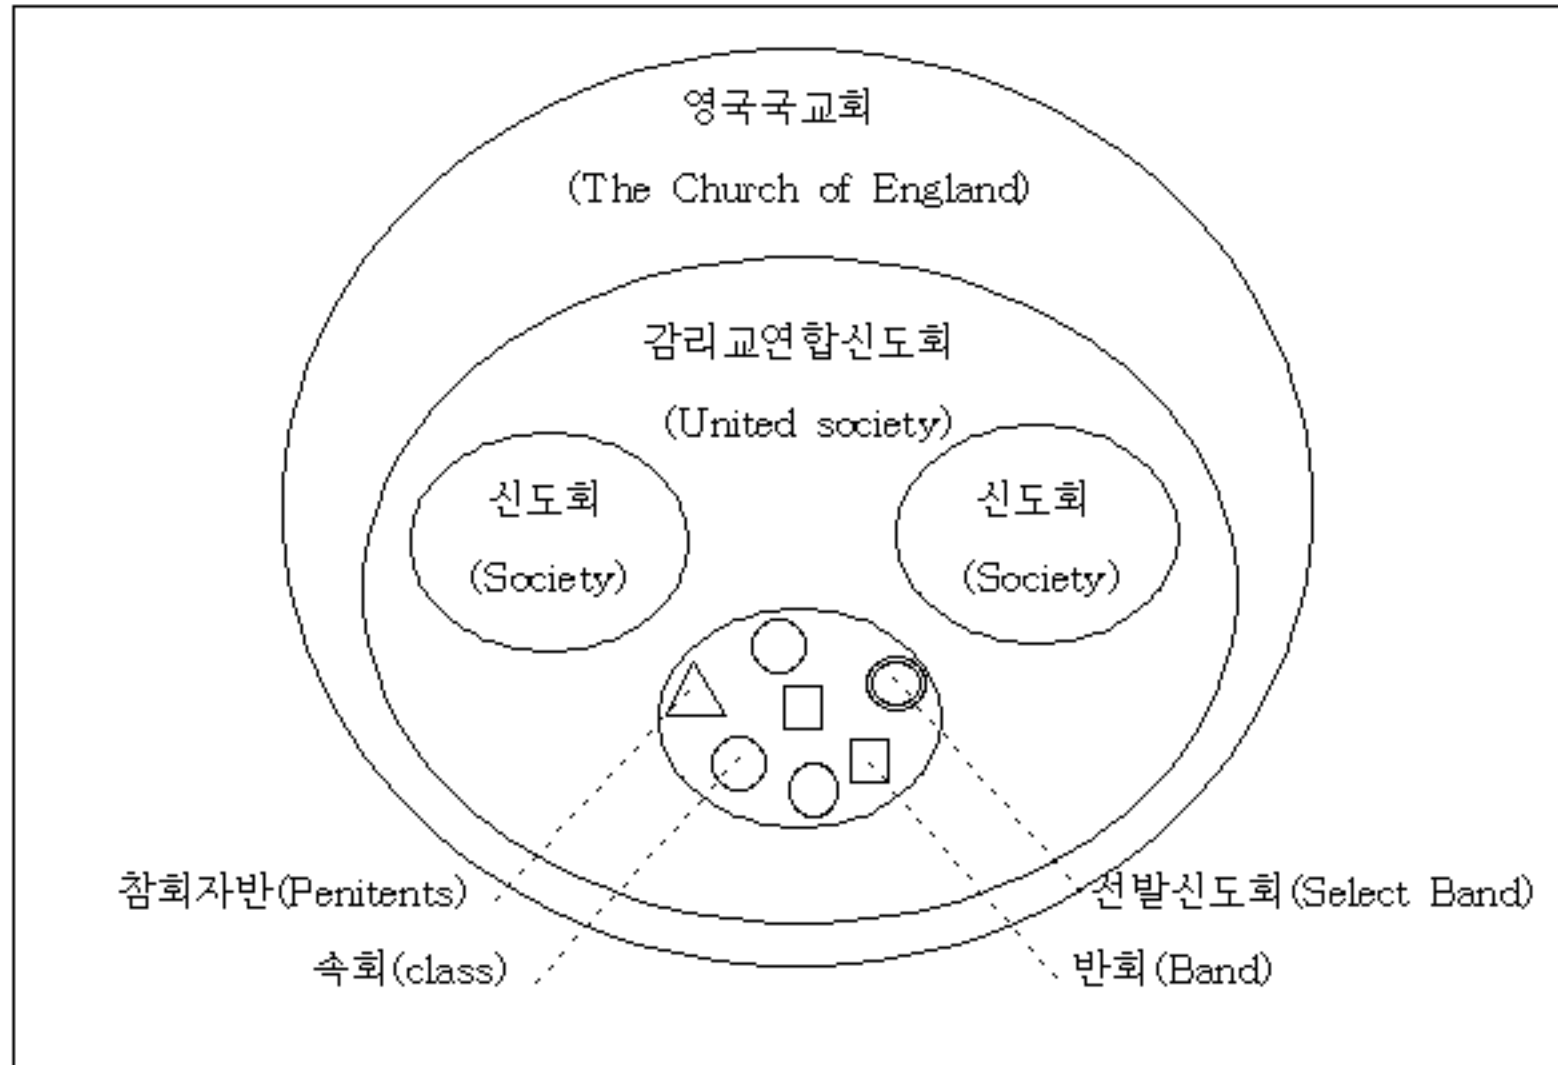 영국국교회
(The Church of England)
감리교연합신도회
(United society)
신도회
(Society)
신도회
(Society)
참회자반(Penitents)
선발신도회(Select Band)
속회(class)
반회(Band)